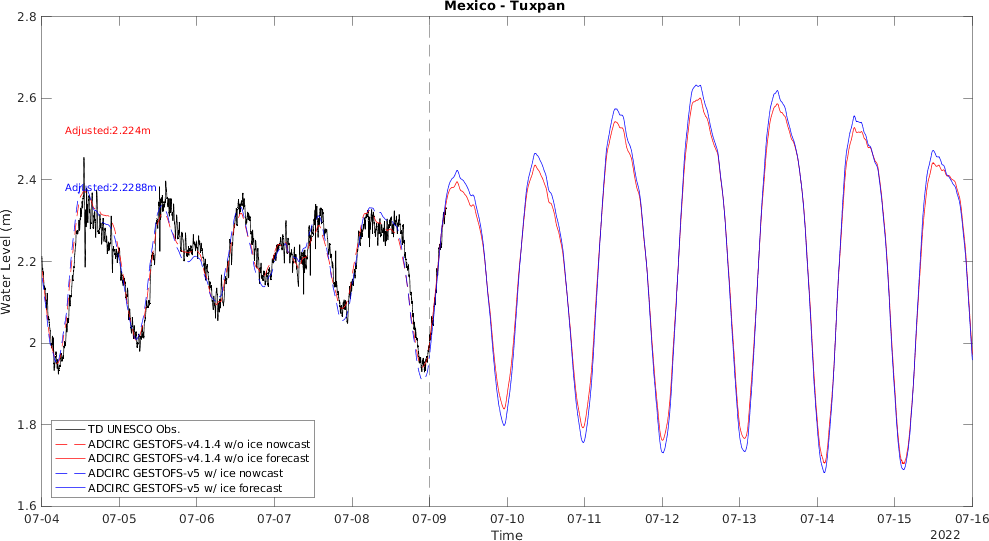 Mexico - Tuxpan
2.8
2.6
2.4
2.2
2
1.8
1.6
Water Level (m)
Adjusted:2.224m
Adjusted:2.2288m
TD UNESCO Obs.
ADCIRC GESTOFS-v4.1.4 w/o ice nowcast
ADCIRC GESTOFS-v4.1.4 w/o ice forecast
ADCIRC GESTOFS-v5 w/ ice nowcast
ADCIRC GESTOFS-v5 w/ ice forecast
07-04 07-05 07-06 07-07 07-08 07-09 07-10 07-11 07-12 07-13 07-14 07-15 07-16
Time
2022